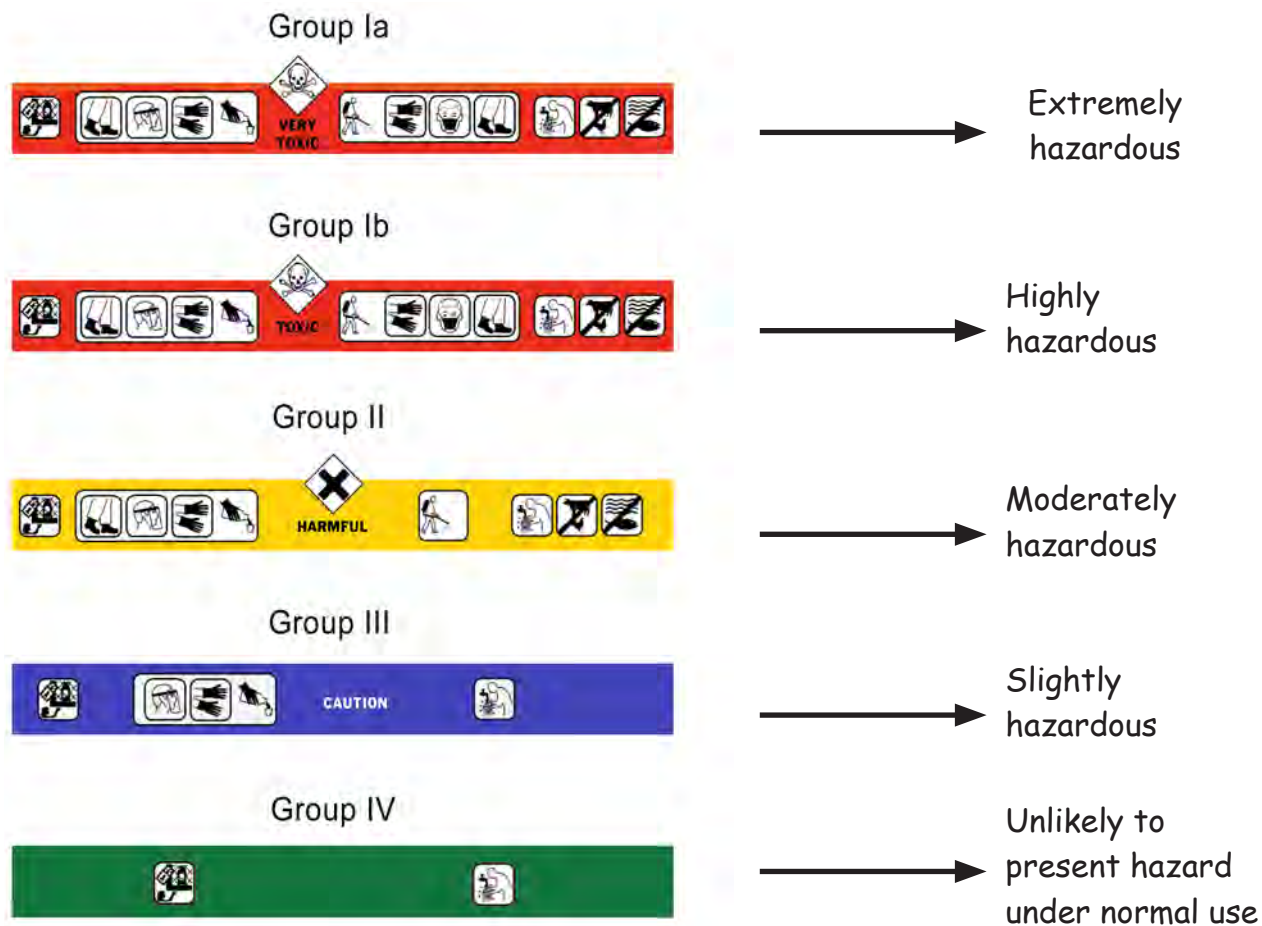 Group Ia
VERY
TOXIC
Extremely
hazardous
Group Ib
TOXIC
Highly
hazardous
Group II
HARMFUL
Moderately
hazardous
Group III
CAUTION
Slightly
hazardous
Group IV
Unlikely to
present hazard
under normal use